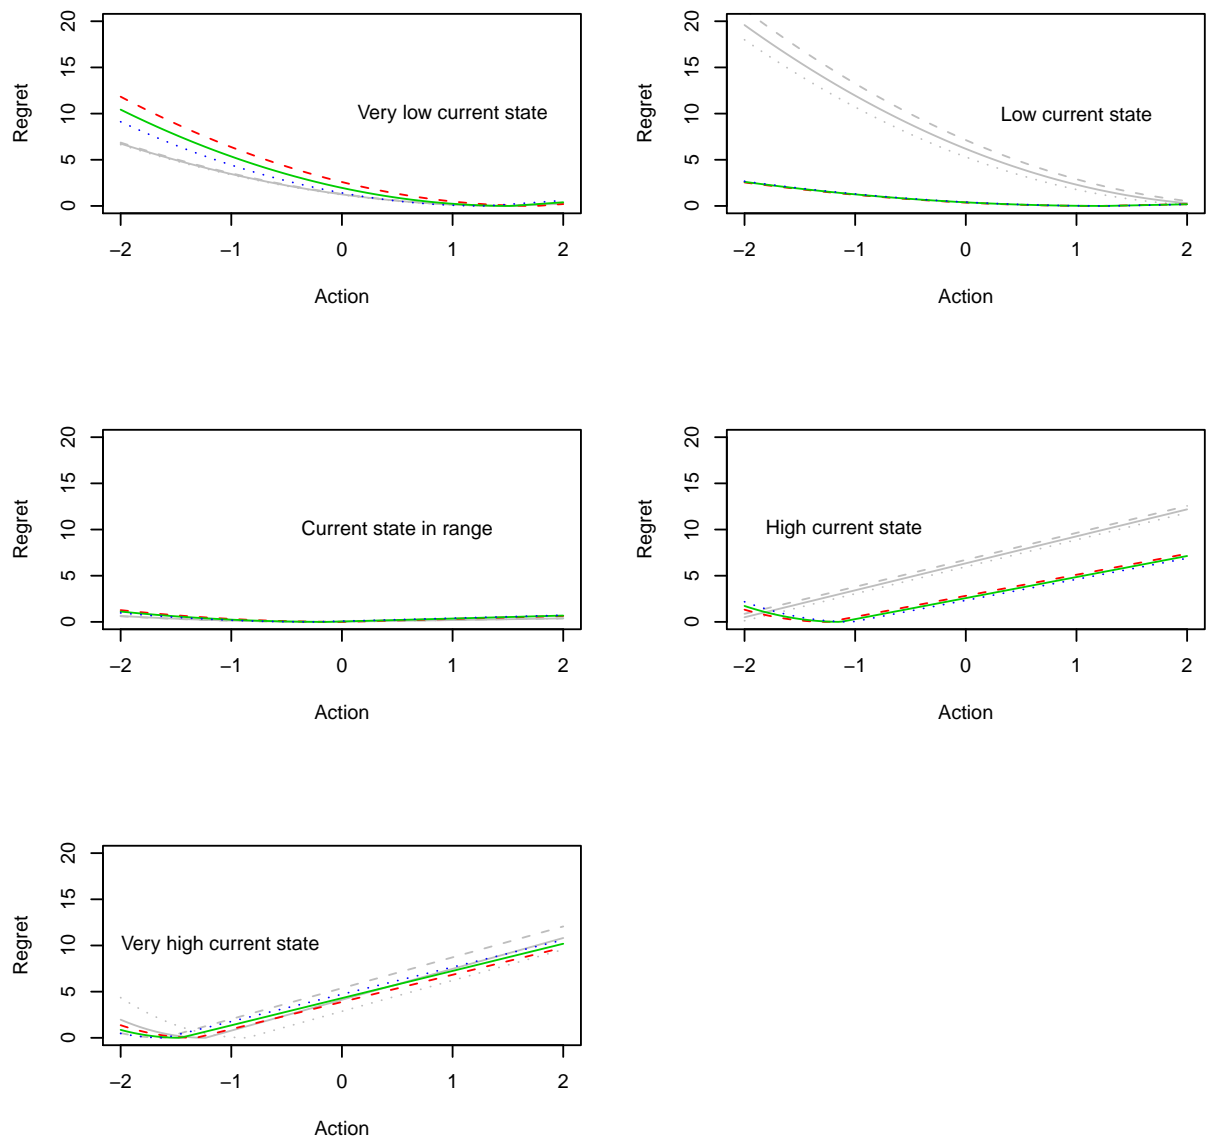 20
15
10
5
0
Regret
Very low current state
−2 −1 0 1 2
Action
20
15
10
5
0
Regret
Low current state
−2 −1 0 1 2
Action
20
15
10
5
0
Regret
Current state in range
−2 −1 0 1 2
Action
20
15
10
5
0
Regret
High current state
−2 −1 0 1 2
Action
20
15
10
5
0
Regret
Very high current state
−2 −1 0 1 2
Action